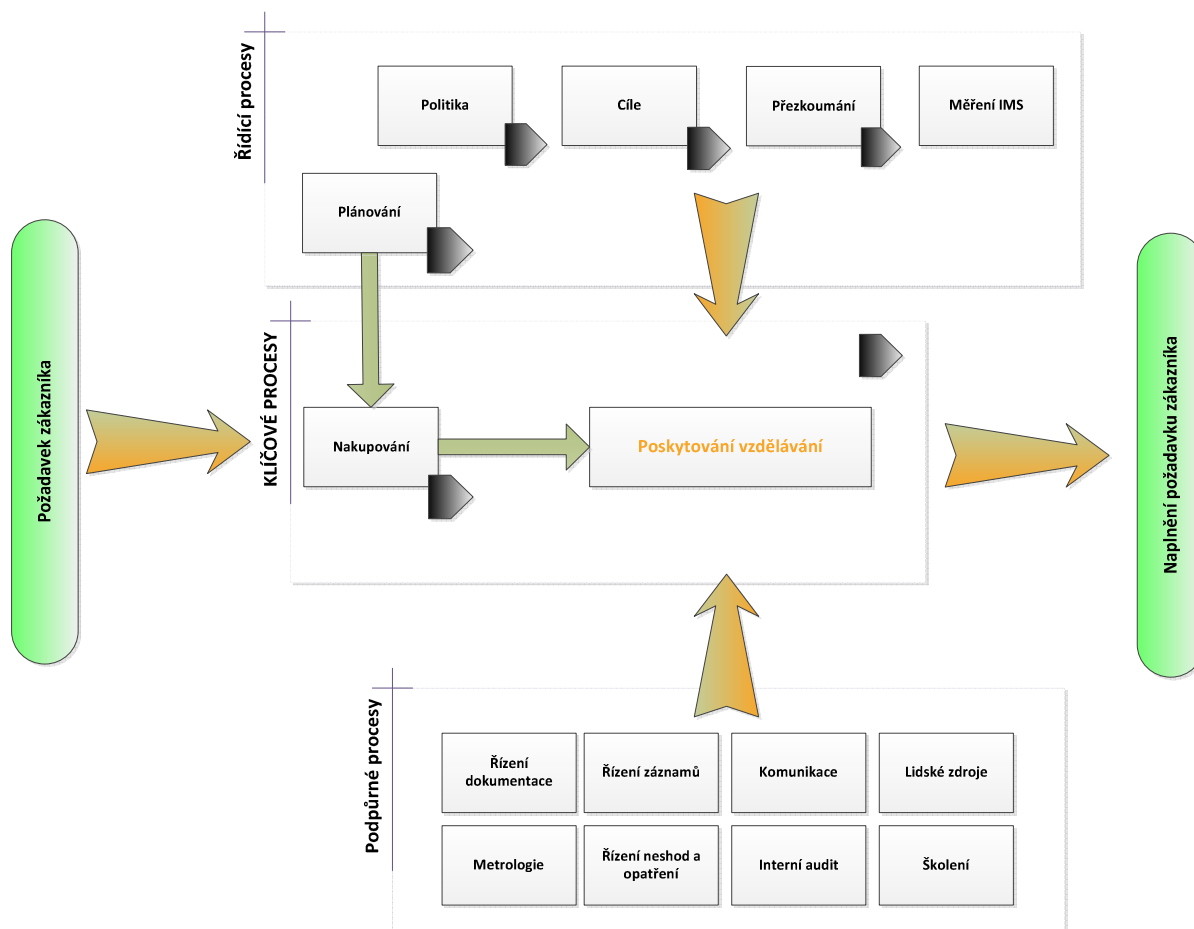 Řídící procesy
Politika
Cíle
Přezkoumání
Měření IMS
Plánování
Požadavek zákazníka
KLÍČOVÉ PROCESY
Nakupování
Poskytování vzdělávání
Naplnění požadavku zákazníka
Podpůrné procesy
Řízení
dokumentace
Řízení záznamů
Komunikace
Lidské zdroje
Metrologie
Řízení neshod a
opatření
Interní audit
Školení